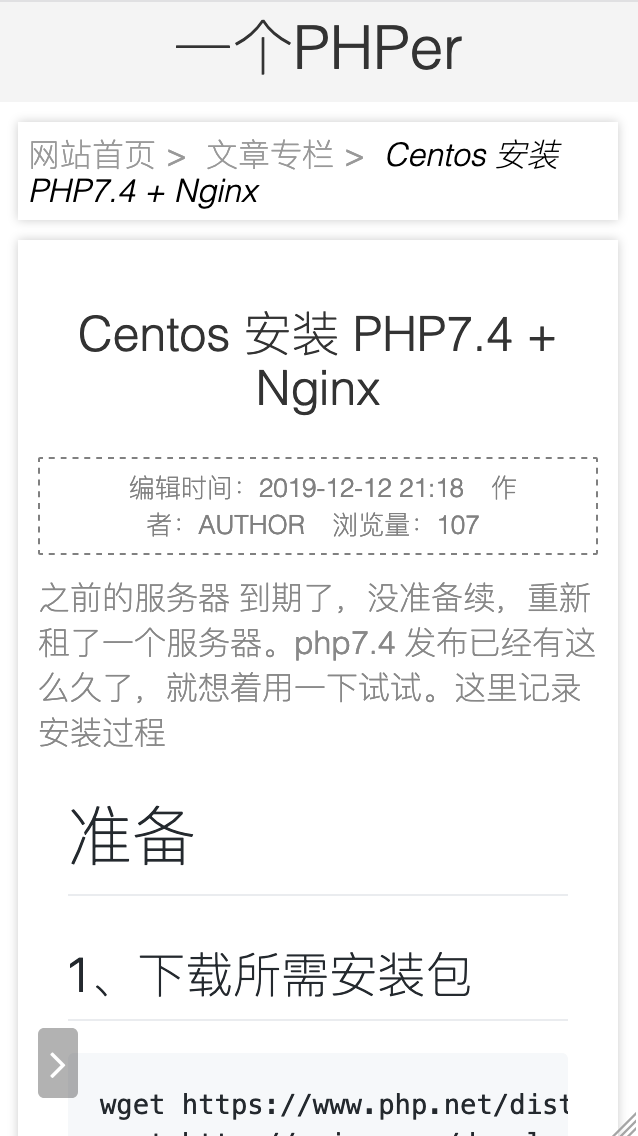 一个PHPer
网站首页 > 文章专栏 > Centos 安装
PHP7.4 + Nginx
Centos 安装 PHP7.4 +
Nginx
编辑时间：2019-12-12 21:18 作
者：AUTHOR 浏览量：107
之前的服务器 到期了，没准备续，重新
租了一个服务器。php7.4 发布已经有这
么久了，就想着用一下试试。这里记录
安装过程
准备
1、下载所需安装包
wget https://www.php.net/dist